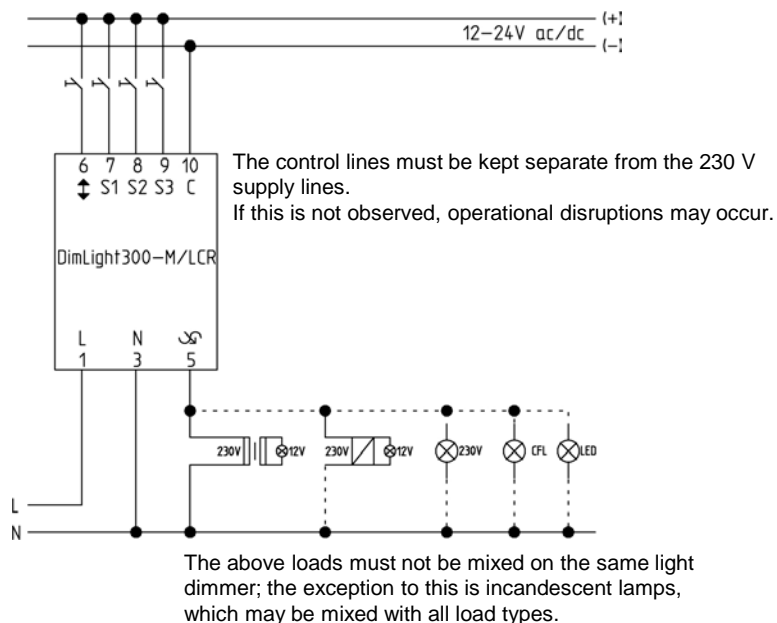 (+)
12-24V ac/dc
(-)
6 7 8 9 10
S1 S2 S3 C
The control lines must be kept separate from the 230 V
supply lines.
If this is not observed, operational disruptions may occur.
DimLight300-M/LCR
L N
1 3 5
230V 12V 230V 12V 230V CFL LED
L
N
The above loads must not be mixed on the same light
dimmer; the exception to this is incandescent lamps,
which may be mixed with all load types.